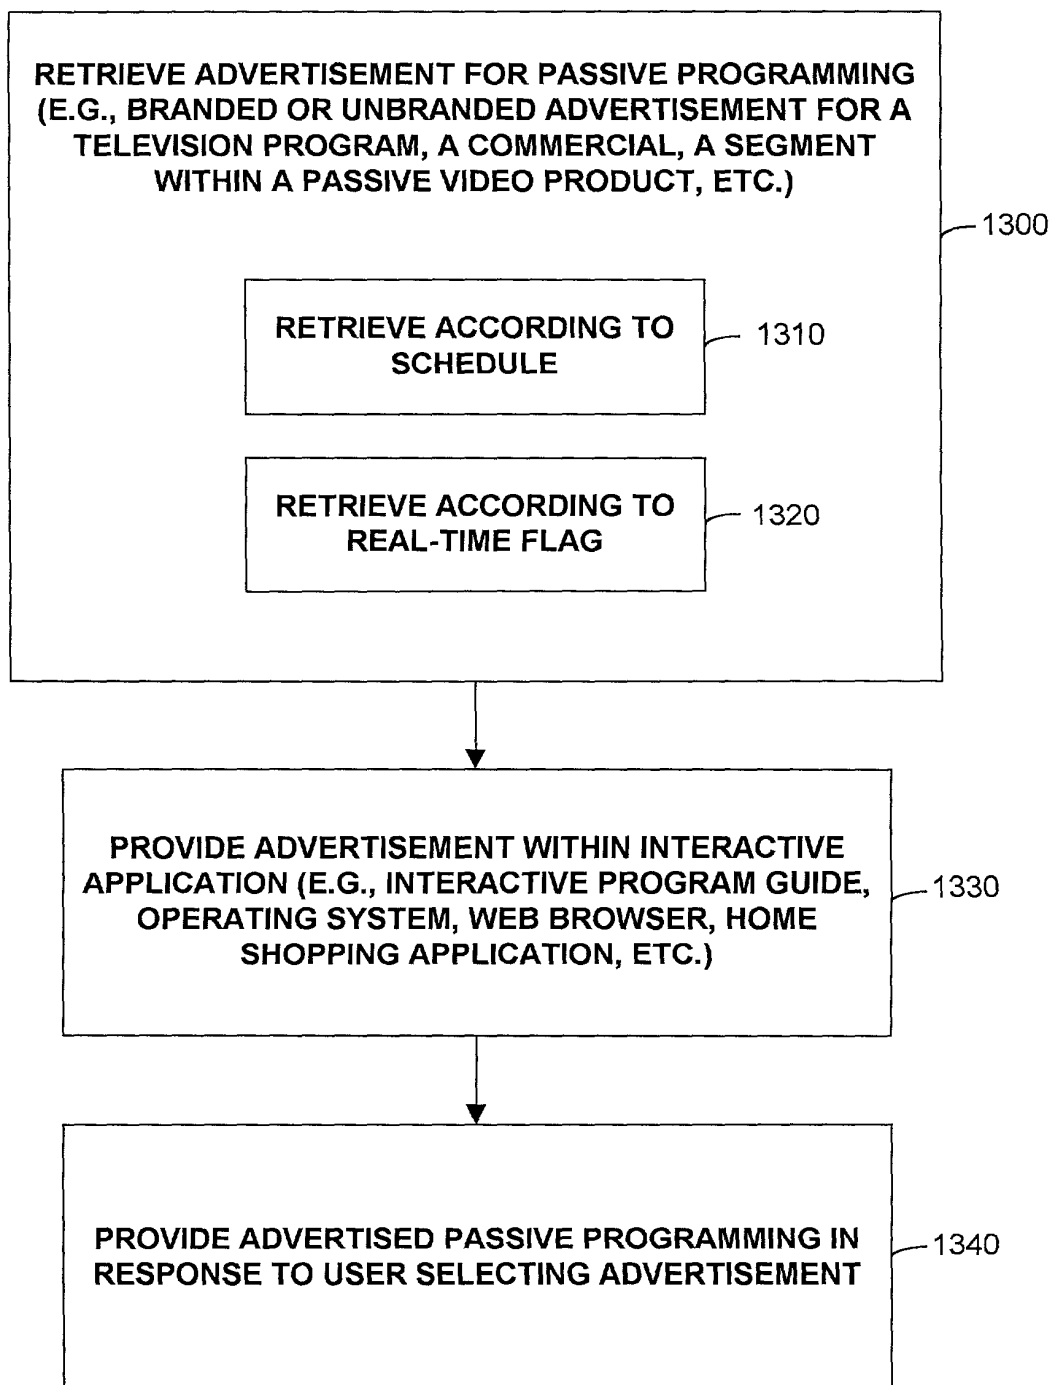 RETRIEVE ADVERTISEMENT FOR PASSIVE PROGRAMMING
(E.G., BRANDED OR UNBRANDED ADVERTISEMENT FOR A
TELEVISION PROGRAM, A COMMERCIAL, A SEGMENT
WITHIN A PASSIVE VIDEO PRODUCT, ETC.)
1300
RETRIEVE ACCORDING TO
SCHEDULE
1310
RETRIEVE ACCORDING TO
REAL-TIME FLAG
1320
PROVIDE ADVERTISEMENT WITHIN INTERACTIVE
APPLICATION (E.G., INTERACTIVE PROGRAM GUIDE,
OPERATING SYSTEM, WEB BROWSER, HOME
SHOPPING APPLICATION, ETC.)
1330
PROVIDE ADVERTISED PASSIVE PROGRAMMING IN
RESPONSE TO USER SELECTING ADVERTISEMENT
1340